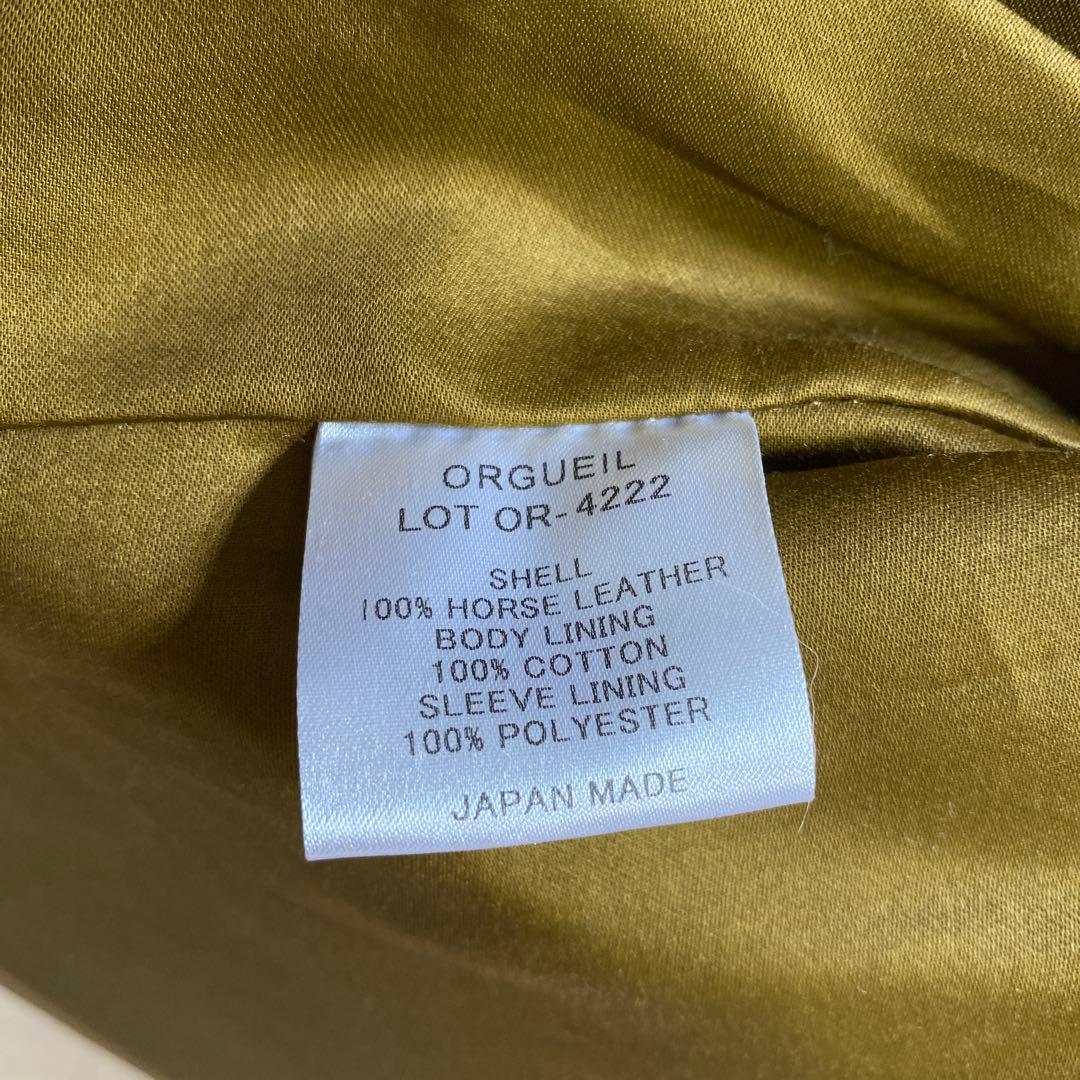 ORGUEIL
LOT OR-4222
SHELL
100% HORSE LEATHER
BODY LINING
100% COTTON
SLEEVE LINING
100% POLYESTER
JAPAN MADE